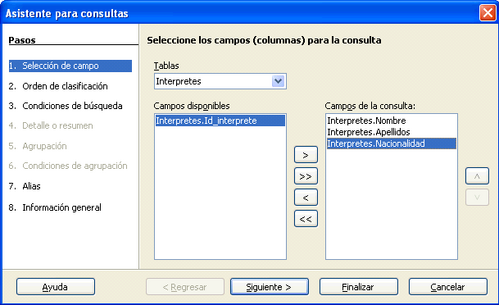 Asistente para consultas
Pasos
1. Selección de campo
2. Orden de clasificación
3. Condiciones de búsqueda
4. Detalle o resumen
5. Agrupación
6. Condiciones de agrupación
7. Alias
8. Información general
Seleccione los campos (columnas) para la consulta
Tablas
Interpretes
Campos disponibles
Interpretes.Id_interprete
>
>>
<
<<
Campos de la consulta:
Interpretes.Nombre
Interpretes.Apellidos
Interpretes.Nacionalidad
Ayuda
< Regresar
Siguiente >
Finalizar
Cancelar